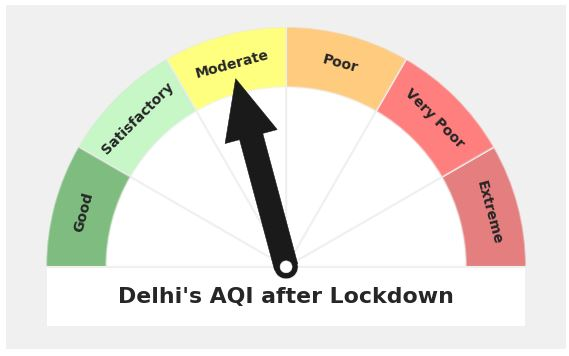 Good
Satisfactory
Moderate
Poor
Very Poor
Extreme
Delhi's AQI after Lockdown